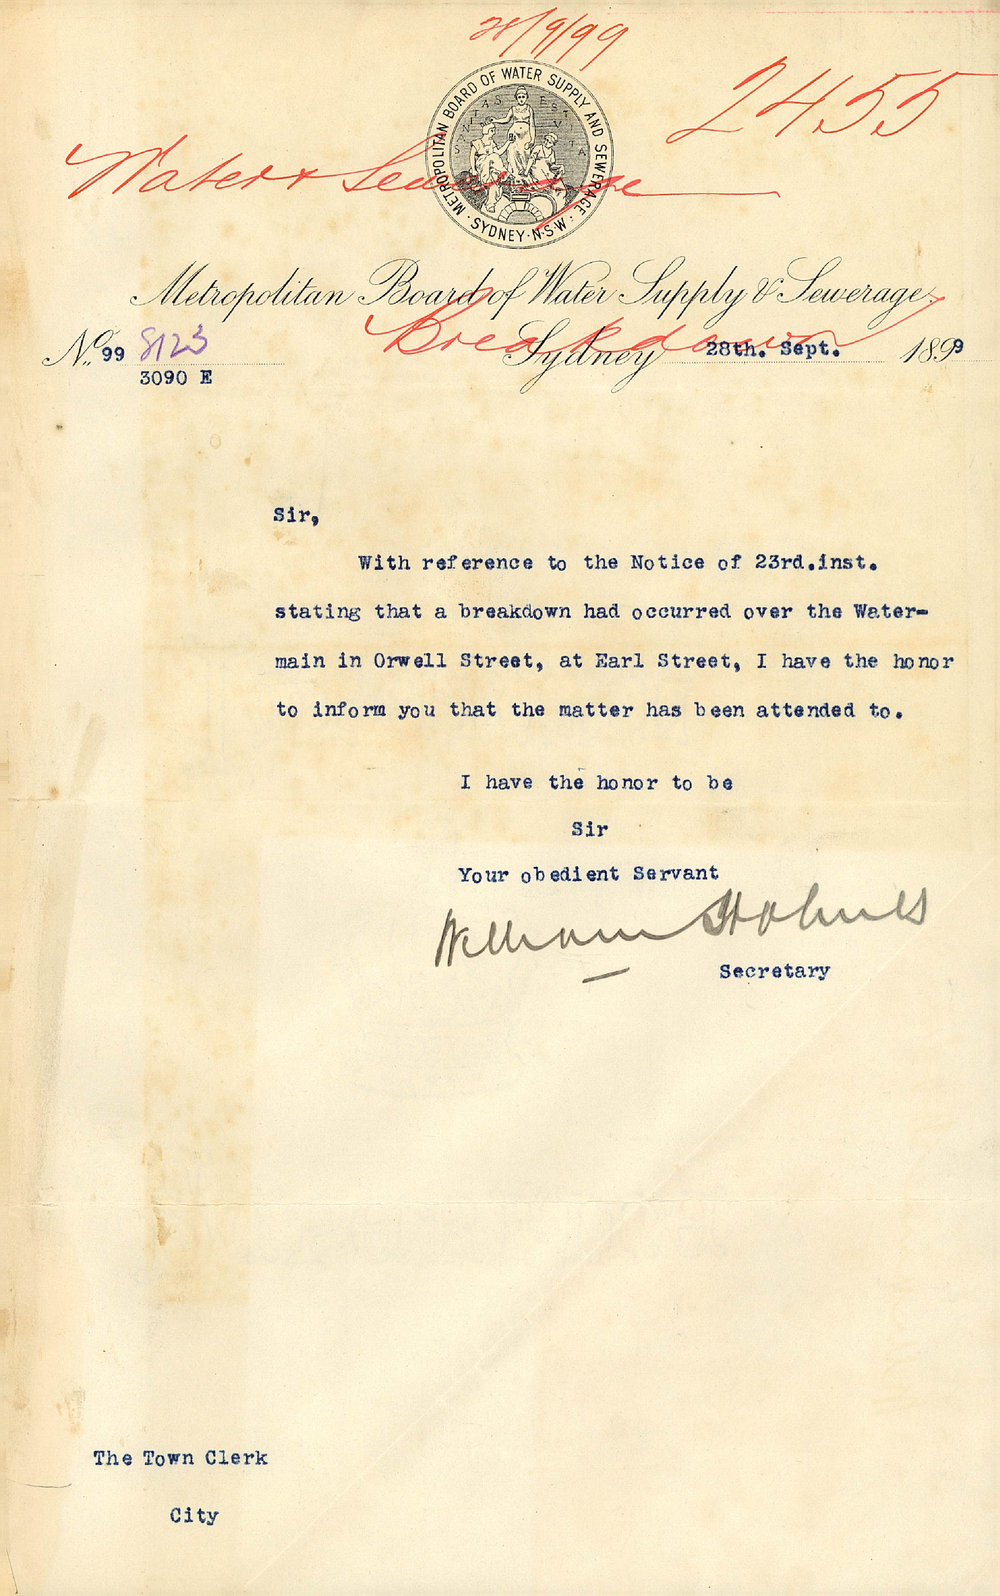 28/9/99
2455
METROPOLITAN BOARD OF WATER SUPPLY AND SEWERAGE
· SYDNEY · N·S·W ·
SANITAS EST VITA
Water & Sewerage
Metropolitan Board of Water Supply & Sewerage.
Breakdown
No. 99 8123
3090 E
Sydney 28th. Sept. 1899
Sir,
With reference to the Notice of 23rd.inst.
stating that a breakdown had occurred over the Water-
main in Orwell Street, at Earl Street, I have the honor
to inform you that the matter has been attended to.
I have the honor to be
Sir
Your obedient Servant
William Holmes
Secretary
The Town Clerk
City